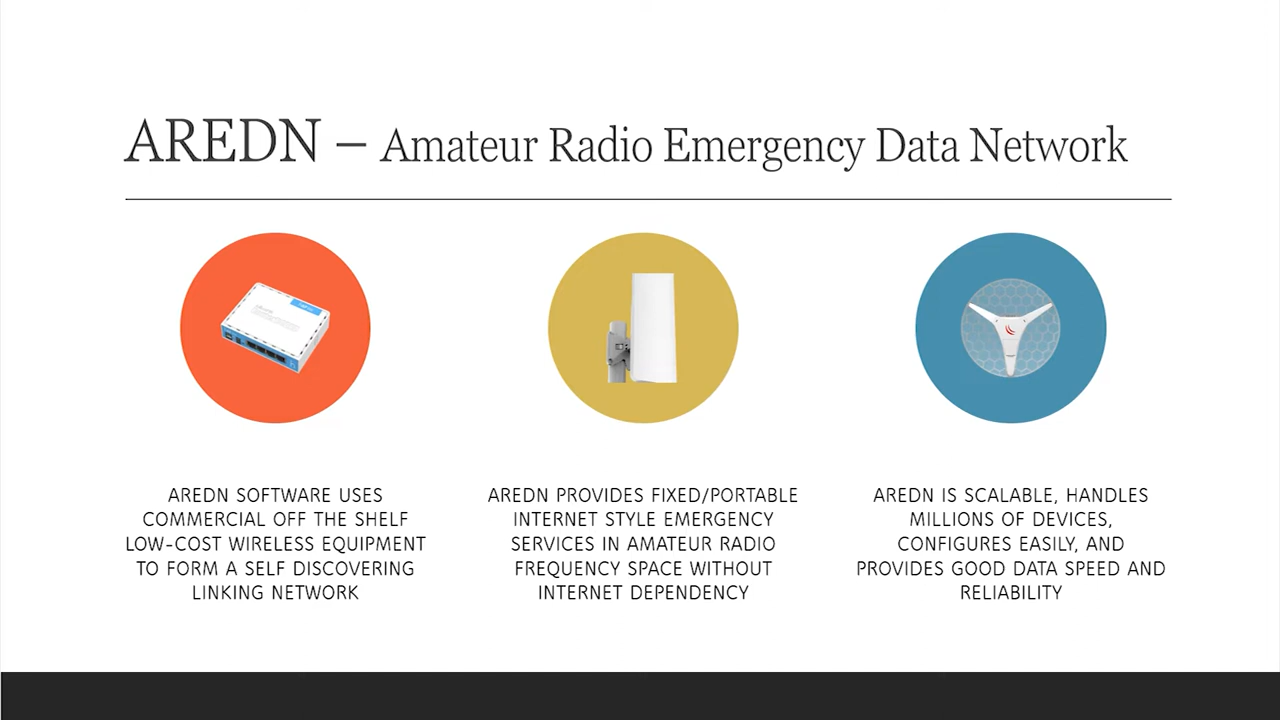 AREDN – Amateur Radio Emergency Data Network
AREDN SOFTWARE USES
COMMERCIAL OFF THE SHELF
LOW-COST WIRELESS EQUIPMENT
TO FORM A SELF DISCOVERING
LINKING NETWORK
AREDN PROVIDES FIXED/PORTABLE
INTERNET STYLE EMERGENCY
SERVICES IN AMATEUR RADIO
FREQUENCY SPACE WITHOUT
INTERNET DEPENDENCY
AREDN IS SCALABLE, HANDLES
MILLIONS OF DEVICES,
CONFIGURES EASILY, AND
PROVIDES GOOD DATA SPEED AND
RELIABILITY